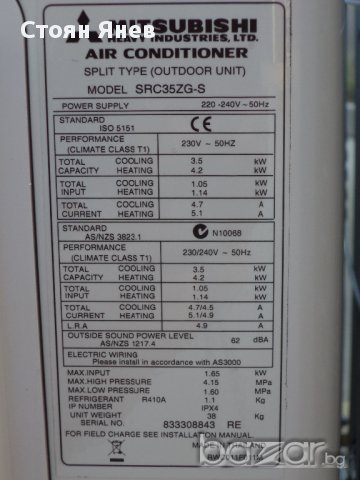 Стоян Янев
MITSUBISHI
HEAVY INDUSTRIES, LTD.
AIR CONDITIONER
SPLIT TYPE (OUTDOOR UNIT)
MODEL SRC35ZG-S
POWER SUPPLY 220-240V ~ 50Hz
STANDARD
ISO 5151 CE
PERFORMANCE
(CLIMATE CLASS T1) 230V ~ 50HZ
TOTAL COOLING 3.5 kW
CAPACITY HEATING 4.2 kW
TOTAL COOLING 1.05 kW
INPUT HEATING 1.14 kW
TOTAL COOLING 4.7 A
CURRENT HEATING 5.1 A
STANDARD
AS/NZS 3823.1 N10068
PERFORMANCE
(CLIMATE CLASS T1) 230/240V ~ 50Hz
TOTAL COOLING 3.5 kW
CAPACITY HEATING 4.2 kW
TOTAL COOLING 1.05 kW
INPUT HEATING 1.14 kW
TOTAL COOLING 4.7/4.5 A
CURRENT HEATING 5.1/4.9 A
L.R.A 4.9 A
OUTSIDE SOUND POWER LEVEL
AS/NZS 1217.4 62 dBA
ELECTRIC WIRING
Please install in accordance with AS3000
MAX.INPUT 1.65 kW
MAX.HIGH PRESSURE 4.15 MPa
MAX.LOW PRESSURE 1.60 MPa
REFRIGERANT R410A 1.1 Kg
IP NUMBER IPX4
UNIT WEIGHT 38 Kg
SERIAL NO. 833308843 RE
FOR FIELD CHARGE SEE INSTALLATION MANUAL
MADE IN THAILAND
bazar.bg